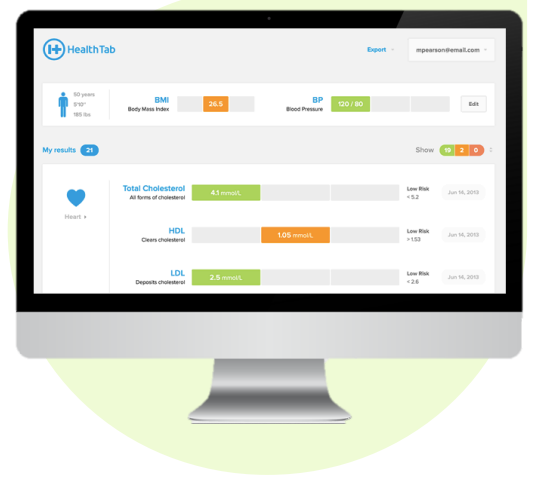 HealthTab
Export
mpearson@email.com
50 years
5'10"
185 lbs
BMI
Body Mass Index
26.5
BP
Blood Pressure
120 / 80
Edit
My results 21
Show 19 2 0
Total Cholesterol
All forms of cholesterol
4.1 mmol/L
Low Risk
< 5.2
Jun 14, 2013
Heart
HDL
Clears cholesterol
1.05 mmol/L
Low Risk
> 1.53
Jun 14, 2013
LDL
Deposits cholesterol
2.5 mmol/L
Low Risk
< 2.6
Jun 14, 2013